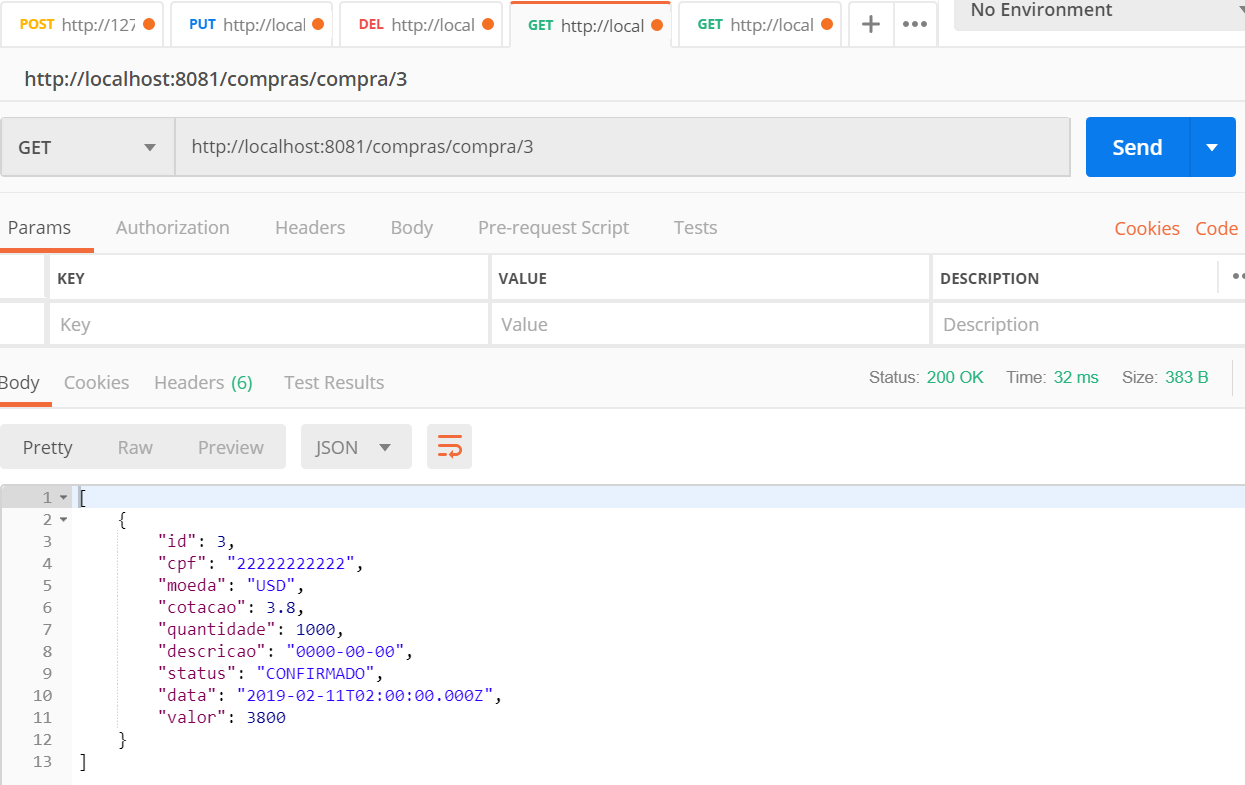 POST http://127 PUT http://local DEL http://local GET http://local GET http://local + ••• No Environment
http://localhost:8081/compras/compra/3
GET http://localhost:8081/compras/compra/3 Send
Params Authorization Headers Body Pre-request Script Tests Cookies Code
KEY VALUE DESCRIPTION
Key Value Description
Body Cookies Headers (6) Test Results Status: 200 OK Time: 32 ms Size: 383 B
Pretty Raw Preview JSON
1 [
2 {
3 "id": 3,
4 "cpf": "22222222222",
5 "moeda": "USD",
6 "cotacao": 3.8,
7 "quantidade": 1000,
8 "descricao": "0000-00-00",
9 "status": "CONFIRMADO",
10 "data": "2019-02-11T02:00:00.000Z",
11 "valor": 3800
12 }
13 ]